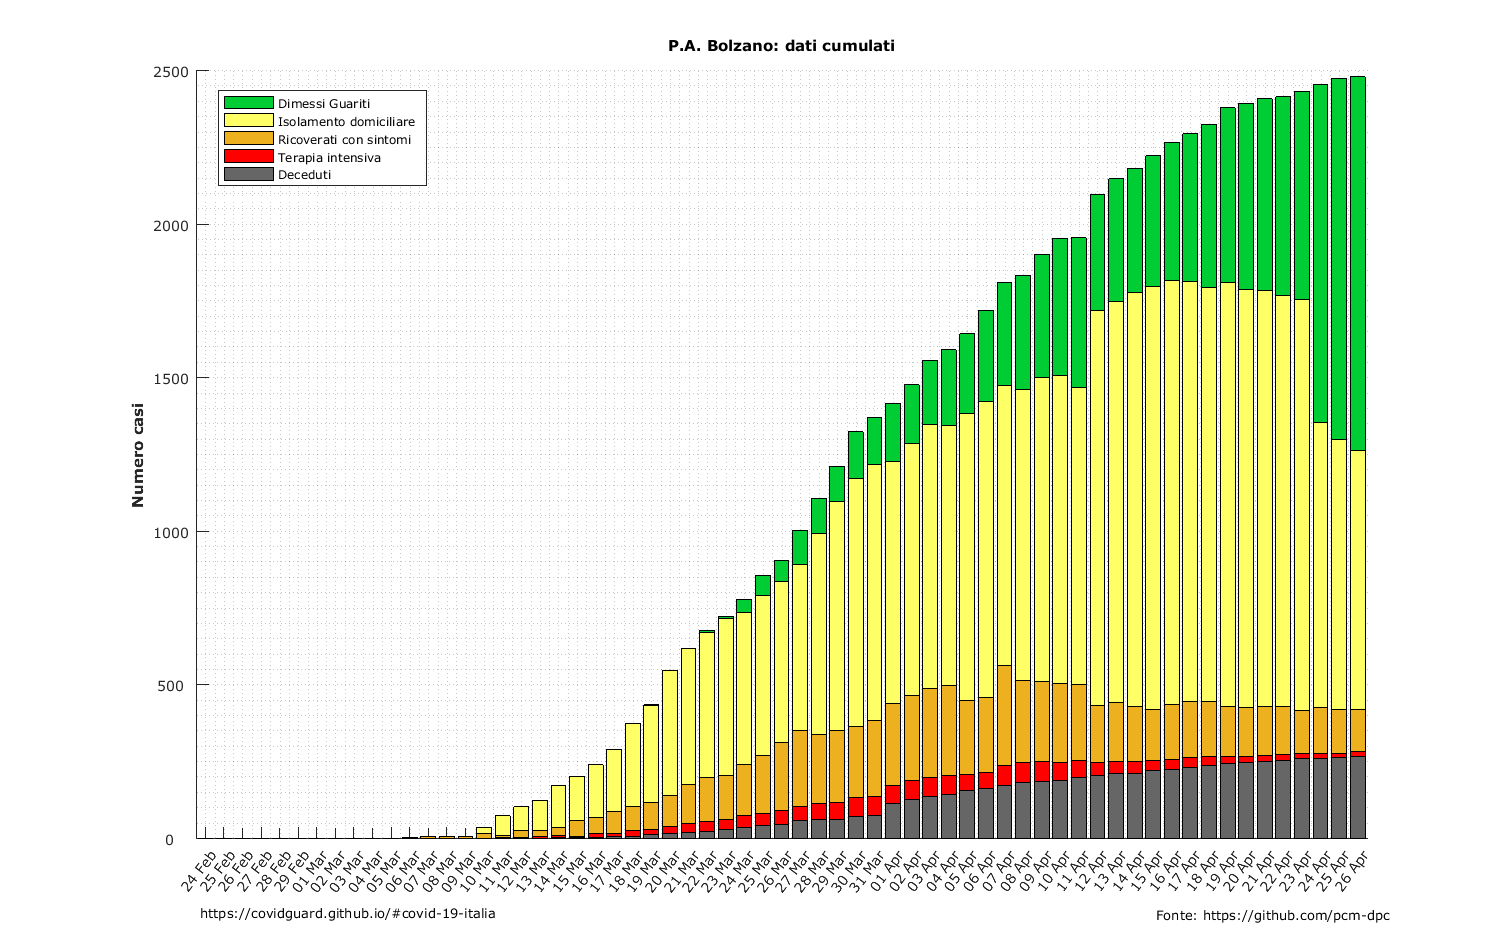 P.A. Bolzano: dati cumulati
2500
2000
1500
1000
500
0
Numero casi
Dimessi Guariti
Isolamento domiciliare
Ricoverati con sintomi
Terapia intensiva
Deceduti
24 Feb
25 Feb
26 Feb
27 Feb
28 Feb
29 Feb
01 Mar
02 Mar
03 Mar
04 Mar
05 Mar
06 Mar
07 Mar
08 Mar
09 Mar
10 Mar
11 Mar
12 Mar
13 Mar
14 Mar
15 Mar
16 Mar
17 Mar
18 Mar
19 Mar
20 Mar
21 Mar
22 Mar
23 Mar
24 Mar
25 Mar
26 Mar
27 Mar
28 Mar
29 Mar
30 Mar
31 Mar
01 Apr
02 Apr
03 Apr
04 Apr
05 Apr
06 Apr
07 Apr
08 Apr
09 Apr
10 Apr
11 Apr
12 Apr
13 Apr
14 Apr
15 Apr
16 Apr
17 Apr
18 Apr
19 Apr
20 Apr
21 Apr
22 Apr
23 Apr
24 Apr
25 Apr
26 Apr
https://covidguard.github.io/#covid-19-italia
Fonte: https://github.com/pcm-dpc